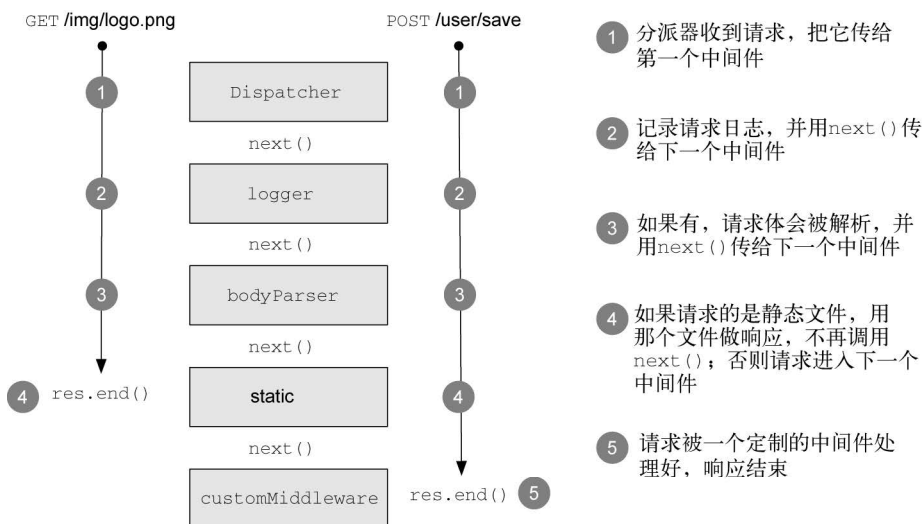 GET /img/logo.png
1
2
3
4 res.end()
Dispatcher
next()
logger
next()
bodyParser
next()
static
next()
customMiddleware
POST /user/save
1
2
3
4
res.end() 5
1 分派器收到请求，把它传给
第一个中间件
2 记录请求日志，并用next()传
给下一个中间件
3 如果有，请求体会被解析，并
用next()传给下一个中间件
4 如果请求的是静态文件，用
那个文件做响应，不再调用
next()；否则请求进入下一个
中间件
5 请求被一个定制的中间件处
理好，响应结束